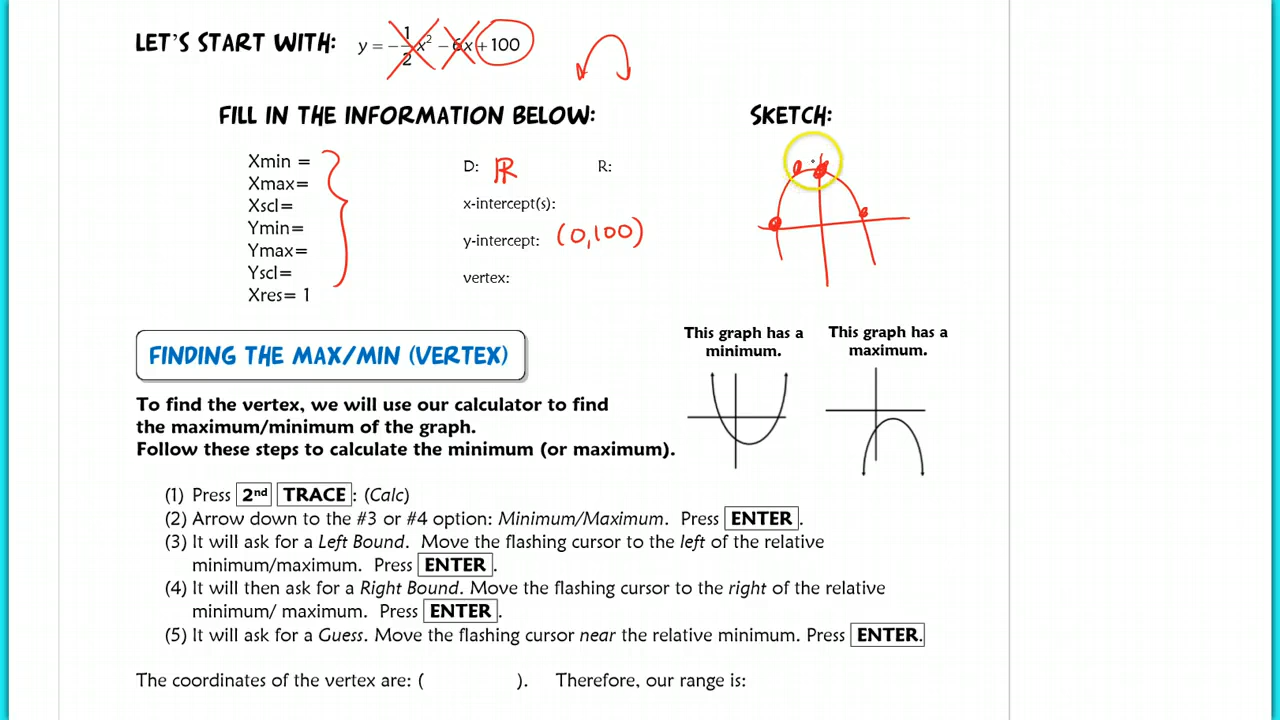 LET'S START WITH: y = -1/2 x² - 6x + 100
FILL IN THE INFORMATION BELOW:
SKETCH:
Xmin =
Xmax=
Xscl=
Ymin=
Ymax=
Yscl=
Xres= 1
D: ℝ
R:
x-intercept(s):
y-intercept: (0,100)
vertex:
This graph has a
minimum.
This graph has a
maximum.
FINDING THE MAX/MIN (VERTEX)
To find the vertex, we will use our calculator to find
the maximum/minimum of the graph.
Follow these steps to calculate the minimum (or maximum).
(1) Press 2nd TRACE: (Calc)
(2) Arrow down to the #3 or #4 option: Minimum/Maximum. Press ENTER.
(3) It will ask for a Left Bound. Move the flashing cursor to the left of the relative
minimum/maximum. Press ENTER.
(4) It will then ask for a Right Bound. Move the flashing cursor to the right of the relative
minimum/ maximum. Press ENTER.
(5) It will ask for a Guess. Move the flashing cursor near the relative minimum. Press ENTER.
The coordinates of the vertex are: ( ). Therefore, our range is: